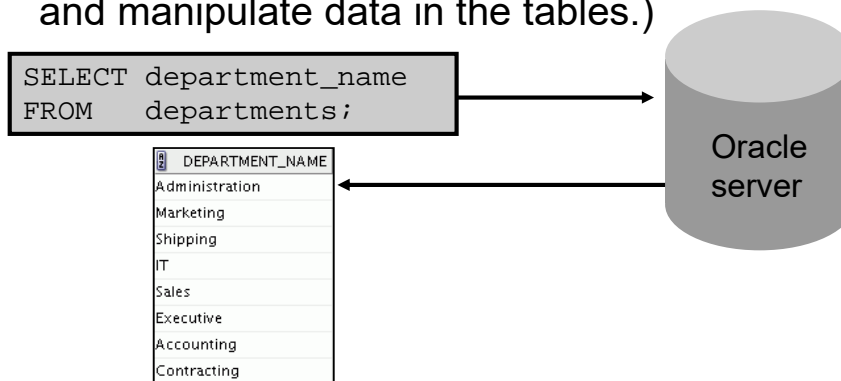 and manipulate data in the tables.)
SELECT department_name
FROM departments;
Oracle
server
DEPARTMENT_NAME
Administration
Marketing
Shipping
IT
Sales
Executive
Accounting
Contracting